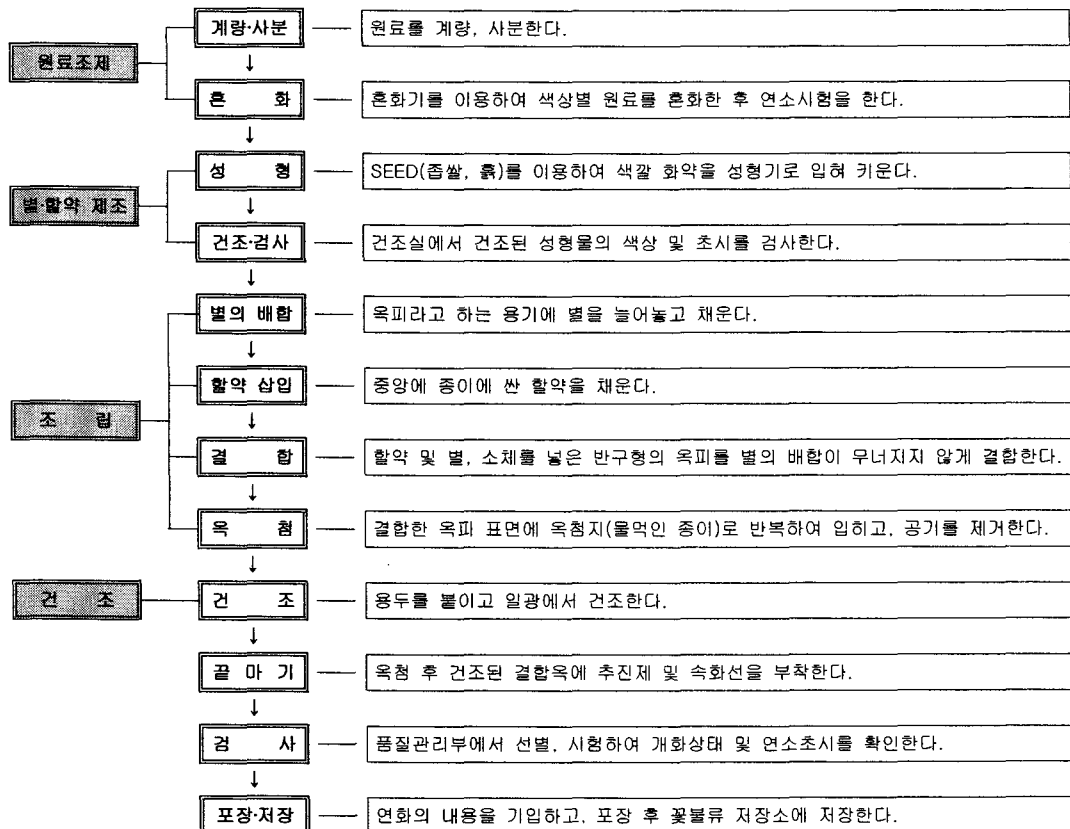 계량·사분 원료를 계량, 사분한다.
원료조제
혼 화 혼화기를 이용하여 색상별 원료를 혼화한 후 연소시험을 한다.
성 형 SEED(좁쌀, 흙)를 이용하여 색깔 화약을 성형기로 입혀 키운다.
별·할약 제조
건조·검사 건조실에서 건조된 성형물의 색상 및 초시를 검사한다.
별의 배합 옥피라고 하는 용기에 별을 늘어놓고 채운다.
할약 삽입 중앙에 종이에 싼 할약을 채운다.
조 립
결 합 할약 및 별, 소체를 넣은 반구형의 옥피를 별의 배합이 무너지지 않게 결합한다.
옥 첨 결합한 옥파 표면에 옥첨지(물먹인 종이)로 반복하여 입히고, 공기를 제거한다.
건 조 건 조 용두를 붙이고 일광에서 건조한다.
끝 마 기 옥첨 후 건조된 결합옥에 추진제 및 속화선을 부착한다.
검 사 품질관리부에서 선별, 시험하여 개화상태 및 연소초시를 확인한다.
포장·저장 연화의 내용을 기입하고, 포장 후 꽃불류 저장소에 저장한다.